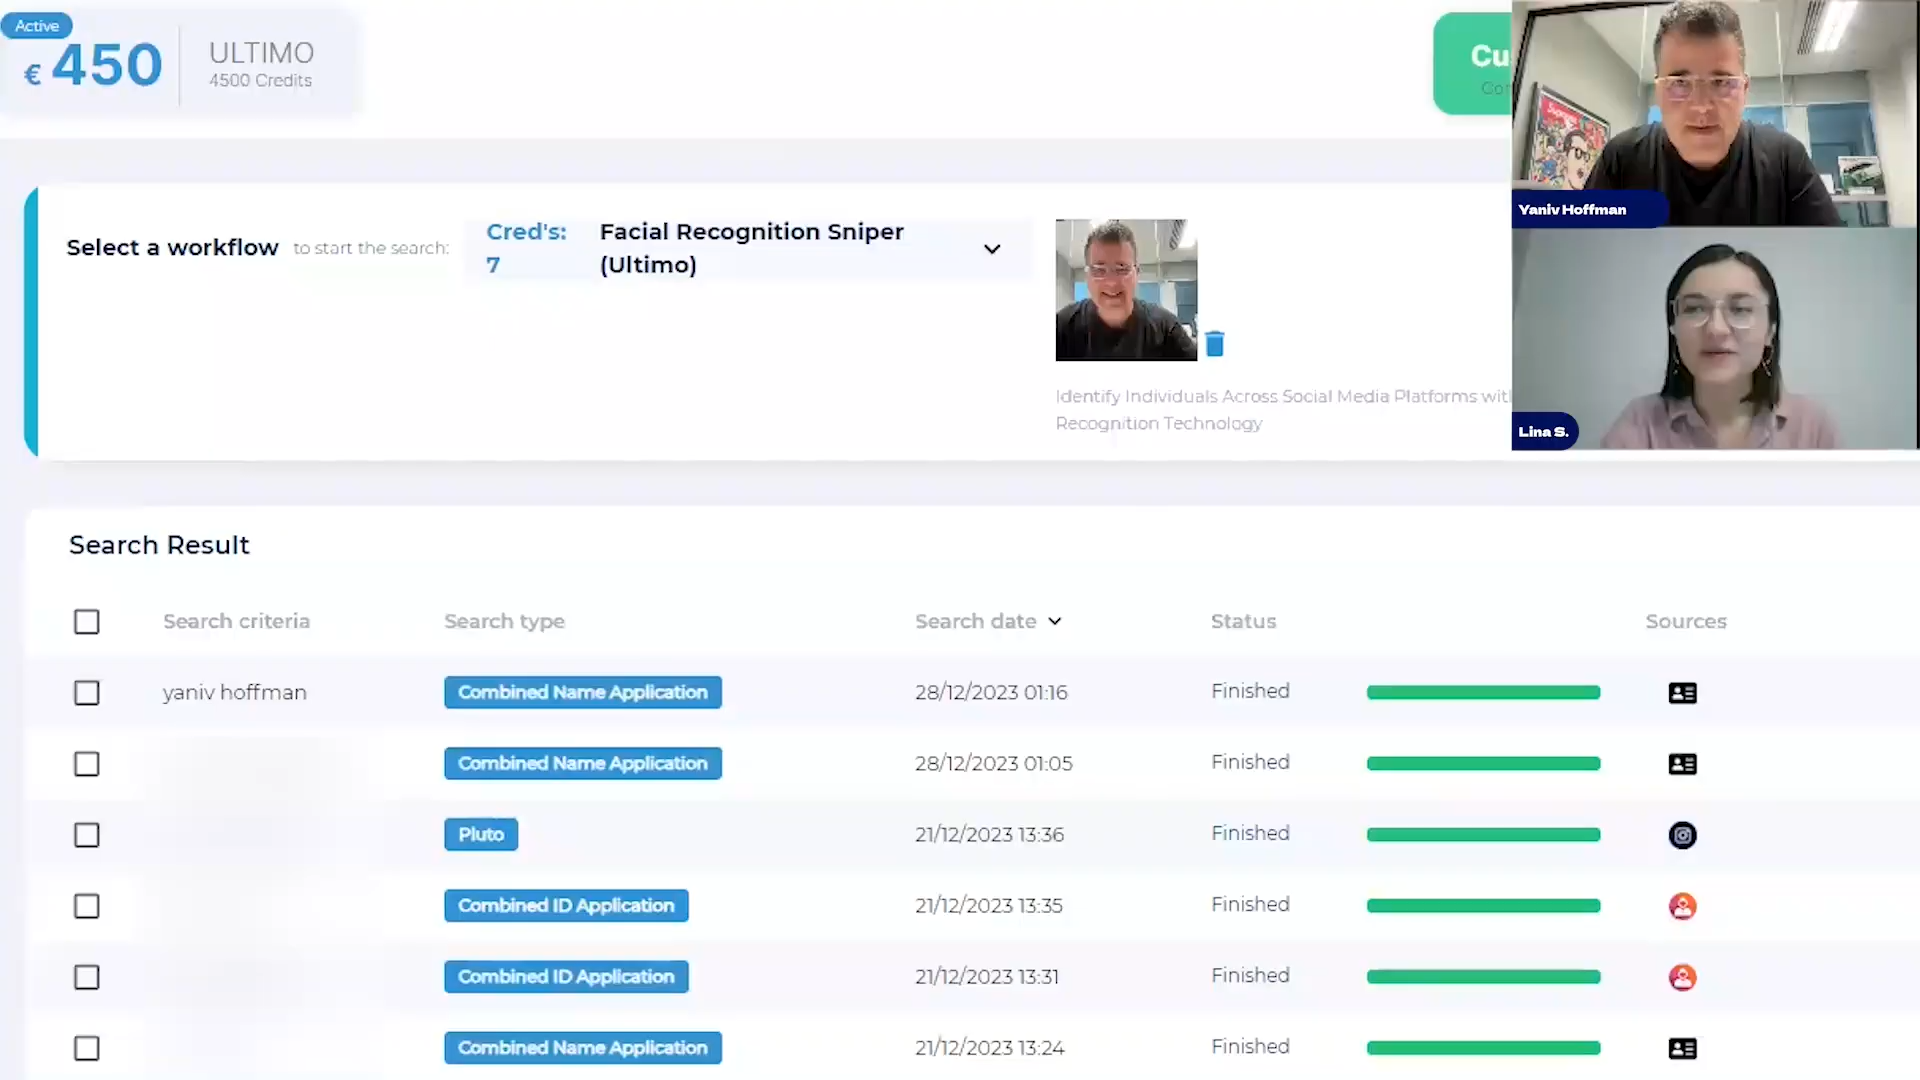 Active
€ 450
ULTIMO
4500 Credits
Cu
Con
Yaniv Hoffman
Lina S.
Select a workflow to start the search:
Cred's:
7
Facial Recognition Sniper
(Ultimo)
Identify Individuals Across Social Media Platforms wit
Recognition Technology
Search Result
Search criteria Search type Search date Status Sources
yaniv hoffman Combined Name Application 28/12/2023 01:16 Finished
Combined Name Application 28/12/2023 01:05 Finished
Pluto 21/12/2023 13:36 Finished
Combined ID Application 21/12/2023 13:35 Finished
Combined ID Application 21/12/2023 13:31 Finished
Combined Name Application 21/12/2023 13:24 Finished